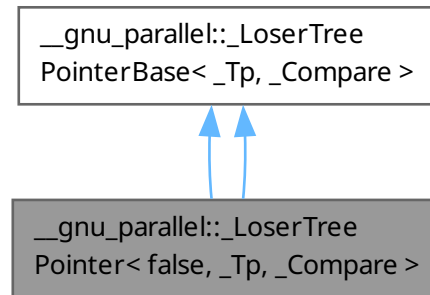 __gnu_parallel::_LoserTree
PointerBase< _Tp, _Compare >
__gnu_parallel::_LoserTree
Pointer< false, _Tp, _Compare >